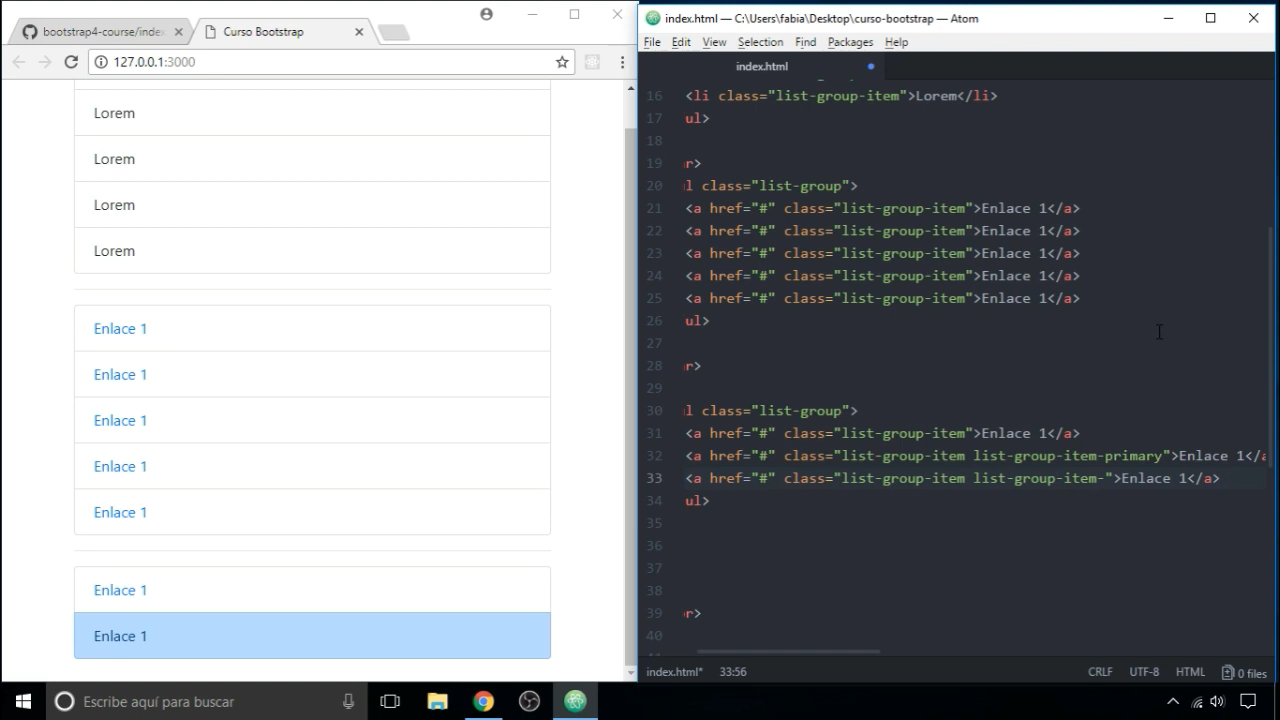 bootstrap4-course/index
Curso Bootstrap
127.0.0.1:3000
Lorem
Lorem
Lorem
Lorem
Enlace 1
Enlace 1
Enlace 1
Enlace 1
Enlace 1
Enlace 1
Enlace 1
index.html — C:\Users\fabia\Desktop\curso-bootstrap — Atom
File Edit View Selection Find Packages Help
index.html
16 <li class="list-group-item">Lorem</li>
17 ul>
18
19 r>
20 l class="list-group">
21 <a href="#" class="list-group-item">Enlace 1</a>
22 <a href="#" class="list-group-item">Enlace 1</a>
23 <a href="#" class="list-group-item">Enlace 1</a>
24 <a href="#" class="list-group-item">Enlace 1</a>
25 <a href="#" class="list-group-item">Enlace 1</a>
26 ul>
27
28 r>
29
30 l class="list-group">
31 <a href="#" class="list-group-item">Enlace 1</a>
32 <a href="#" class="list-group-item list-group-item-primary">Enlace 1</a
33 <a href="#" class="list-group-item list-group-item-">Enlace 1</a>
34 ul>
35
36
37
38
39 r>
40
index.html* 33:56 CRLF UTF-8 HTML 0 files
Escribe aquí para buscar